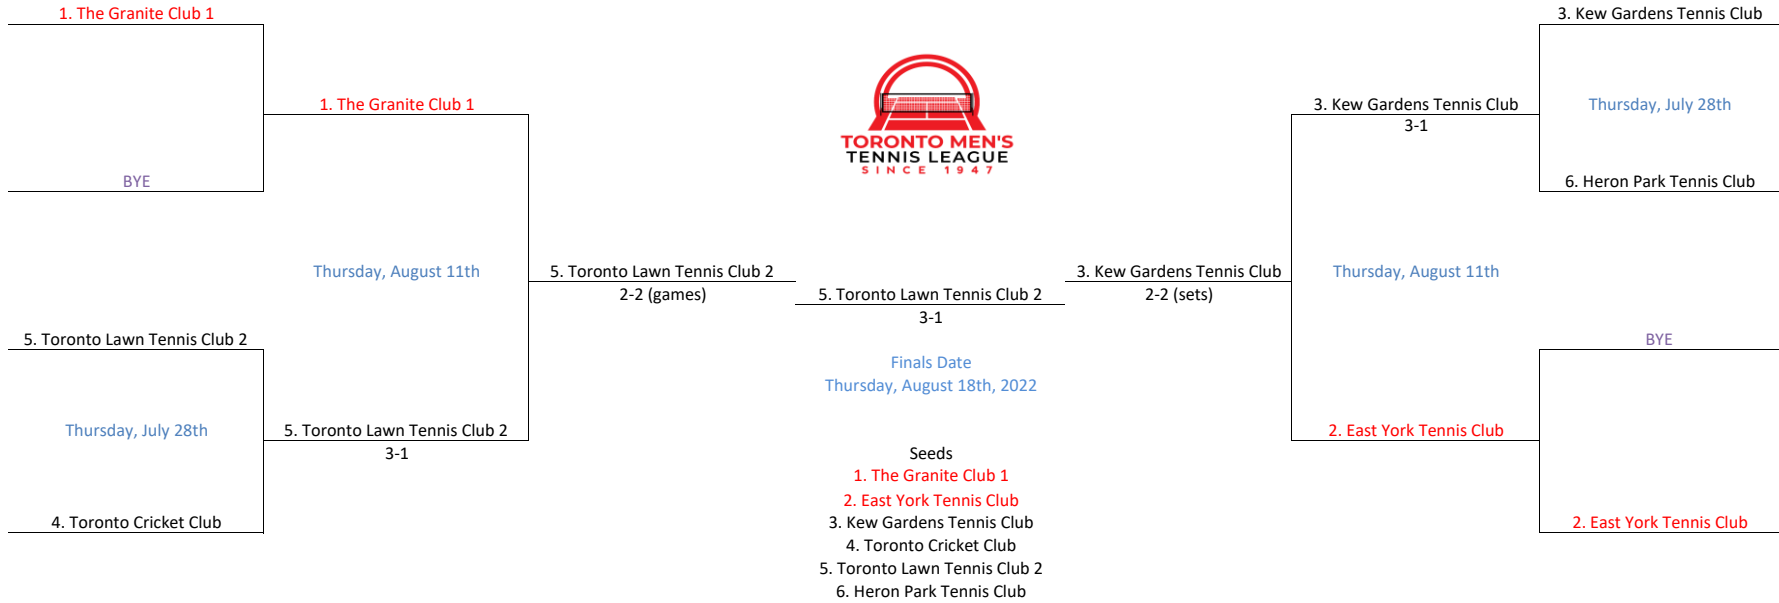 1. The Granite Club 1
3. Kew Gardens Tennis Club
1. The Granite Club 1
3. Kew Gardens Tennis Club
Thursday, July 28th
3-1
TORONTO MEN'S
TENNIS LEAGUE
SINCE 1947
BYE
6. Heron Park Tennis Club
Thursday, August 11th
5. Toronto Lawn Tennis Club 2
3. Kew Gardens Tennis Club
Thursday, August 11th
2-2 (games)
5. Toronto Lawn Tennis Club 2
2-2 (sets)
3-1
5. Toronto Lawn Tennis Club 2
BYE
Finals Date
Thursday, August 18th, 2022
Thursday, July 28th
5. Toronto Lawn Tennis Club 2
2. East York Tennis Club
3-1
Seeds
1. The Granite Club 1
2. East York Tennis Club
3. Kew Gardens Tennis Club
4. Toronto Cricket Club
2. East York Tennis Club
4. Toronto Cricket Club
5. Toronto Lawn Tennis Club 2
6. Heron Park Tennis Club